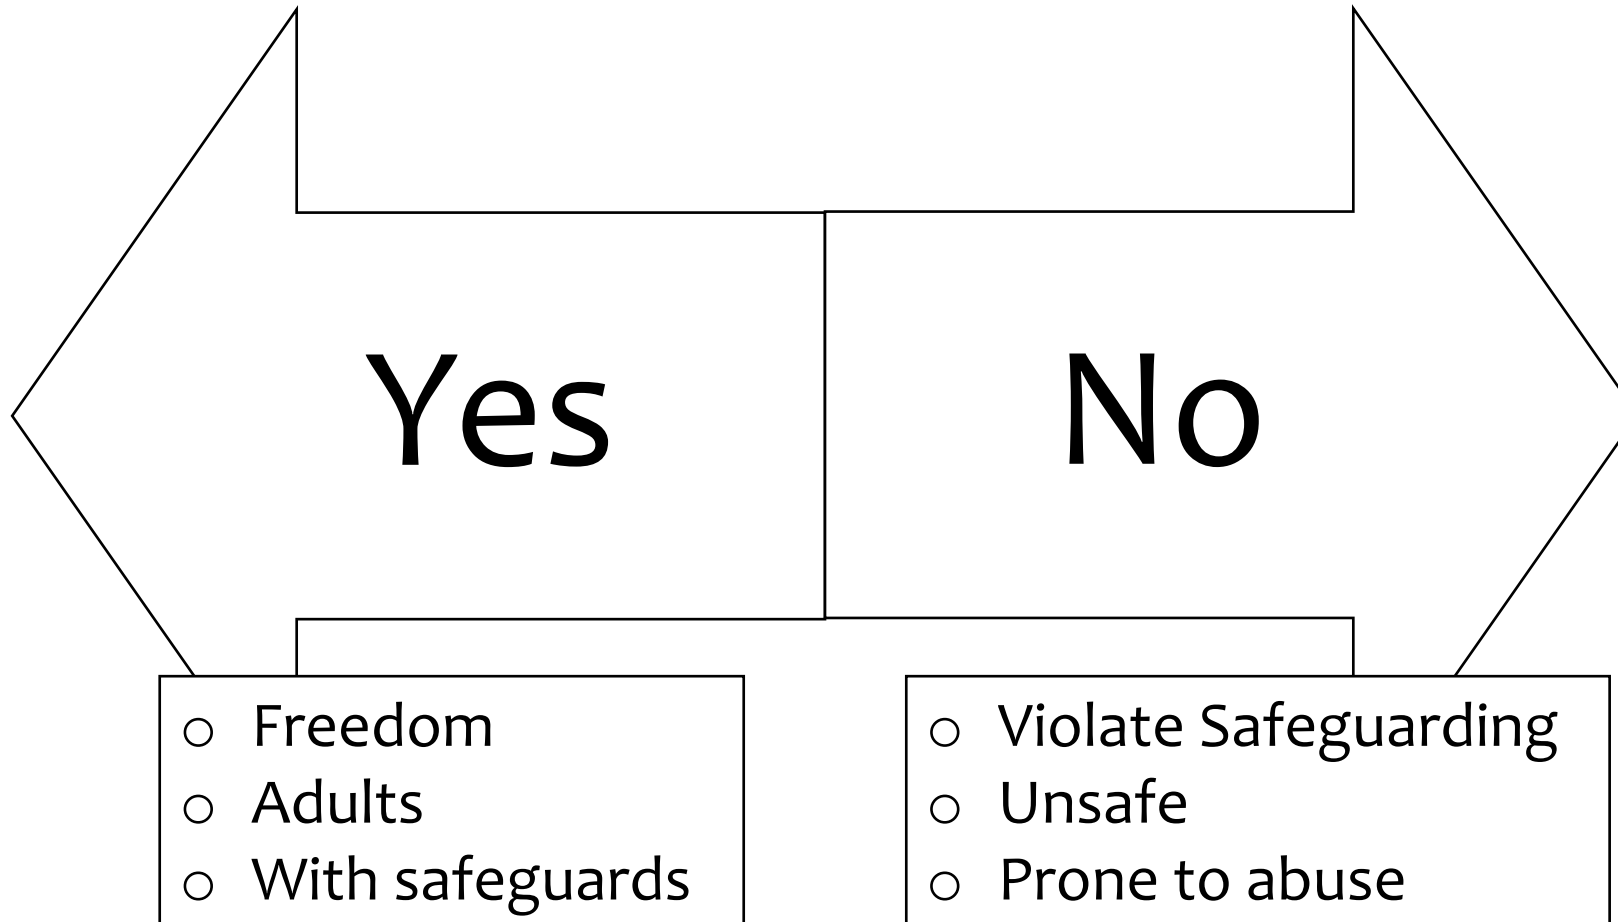 Yes
No
Freedom
Adults
With safeguards
Violate Safeguarding
Unsafe
Prone to abuse